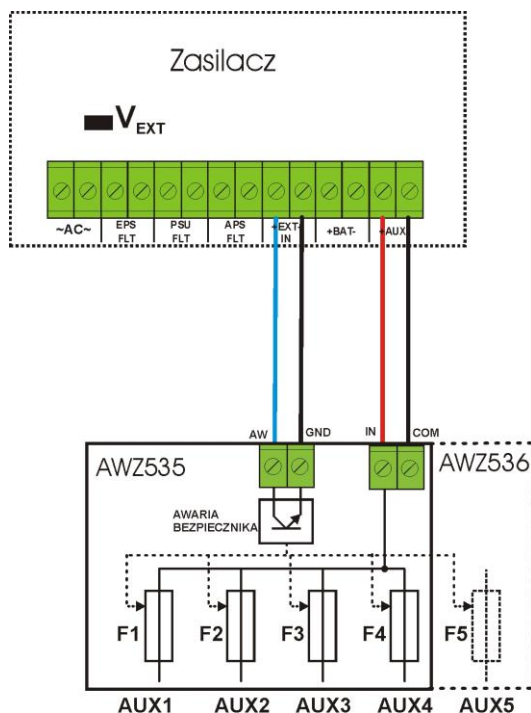 Zasilacz
V EXT
~AC~ EPS FLT PSU FLT APS FLT +EXT- IN +BAT- +AUX
AW GND IN COM
AWZ535 AWZ536
AWARIA
BEZPIECZNIKA
F1 F2 F3 F4 F5
AUX1 AUX2 AUX3 AUX4 AUX5